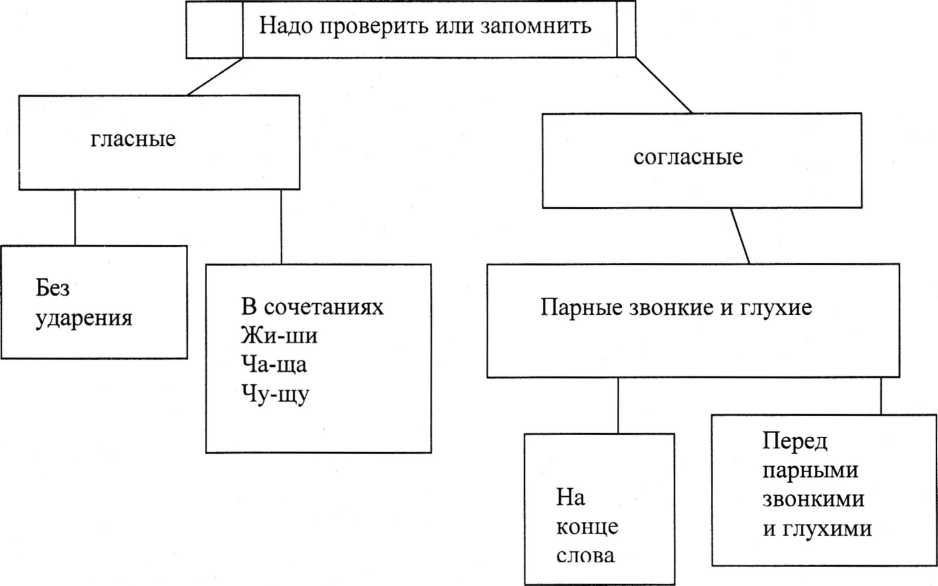 Надо проверить или запомнить
гласные
согласные
Без
ударения
В сочетаниях
Жи-ши
Ча-ща
Чу-щу
Парные звонкие и глухие
На
конце
слова
Перед
парными
звонкими
и глухими